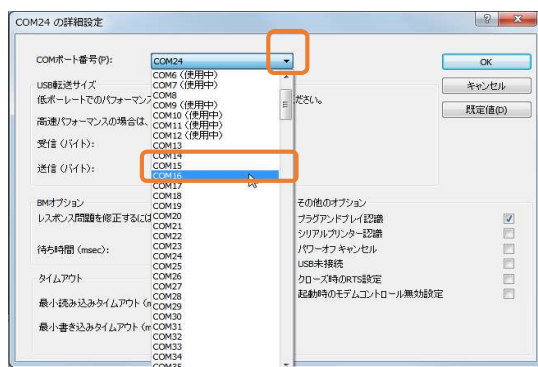 COM24 の詳細設定
COMポート番号(P):
COM24
OK
キャンセル
既定値(D)
USB転送サイズ
低ボーレートでのパフォーマン
ださい。
高速パフォーマンスの場合は、
受信 (バイト):
送信 (バイト):
COM6 (使用中)
COM7 (使用中)
COM8
COM9 (使用中)
COM10 (使用中)
COM11 (使用中)
COM12 (使用中)
COM13
COM14
COM15
COM16
COM17
COM18
COM19
COM20
COM21
COM22
COM23
COM24
COM25
COM26
COM27
COM28
COM29
COM30
COM31
COM32
COM33
COM34
COM35
BMオプション
レスポンス問題を修正するには
待ち時間 (msec):
タイムアウト
最小読み込みタイムアウト (m
最小書き込みタイムアウト (m
その他のオプション
プラグアンドプレイ認識
シリアルプリンター認識
パワーオフ キャンセル
USB未接続
クローズ時のRTS設定
起動時のモデムコントロール無効設定